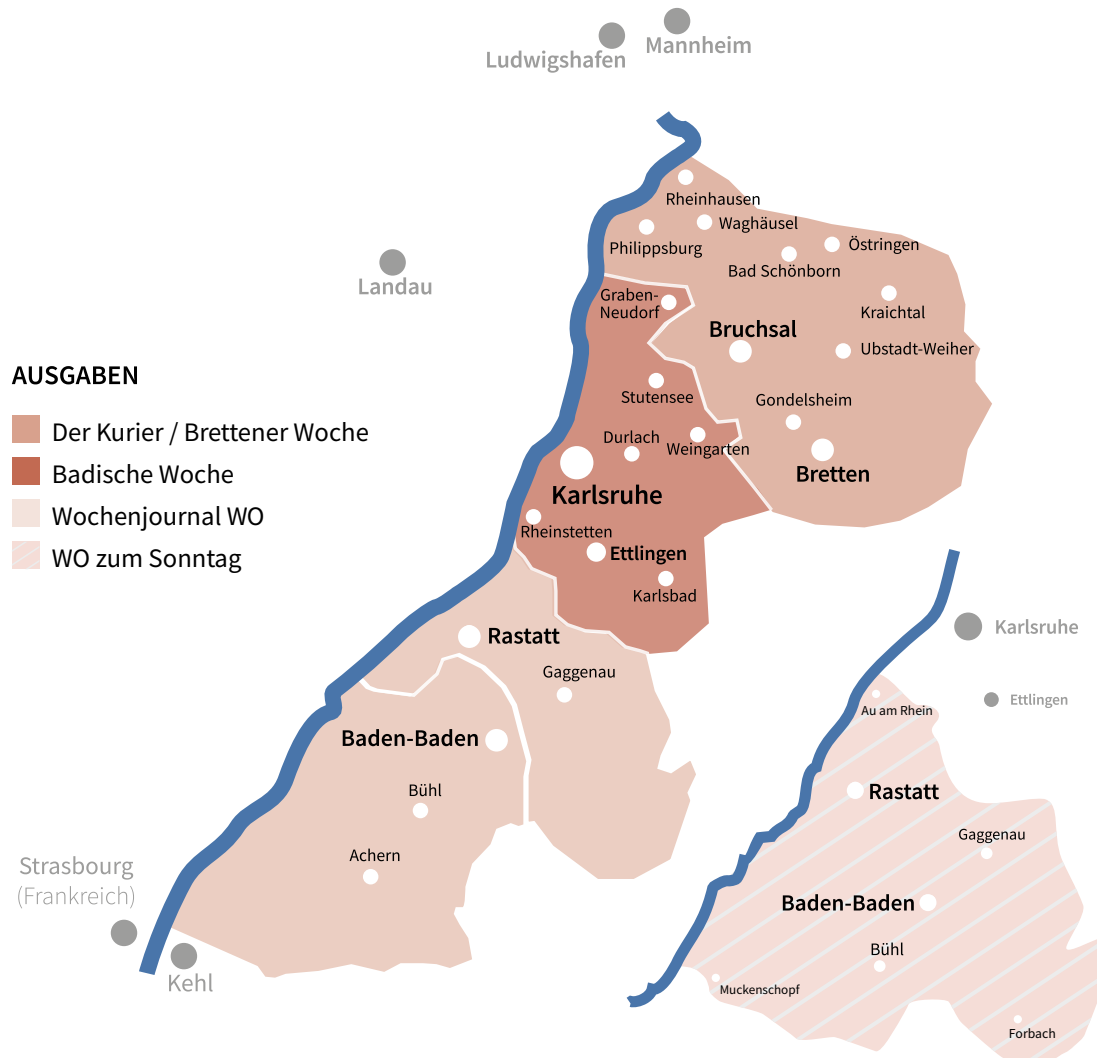 Mannheim
Ludwigshafen
Rheinhausen
Waghäusel
Philippsburg
Östringen
Bad Schönborn
Landau
Graben-
Neudorf
Kraichtal
Bruchsal
Ubstadt-Weiher
AUSGABEN
Stutensee
Gondelsheim
Der Kurier / Brettener Woche
Durlach
Weingarten
Badische Woche
Bretten
Karlsruhe
Wochenjournal WO
Rheinstetten
Ettlingen
WO zum Sonntag
Karlsbad
Rastatt
Gaggenau
Baden-Baden
Bühl
Achern
Strasbourg
(Frankreich)
Kehl
Karlsruhe
Ettlingen
Au am Rhein
Rastatt
Gaggenau
Baden-Baden
Bühl
Muckenschopf
Forbach